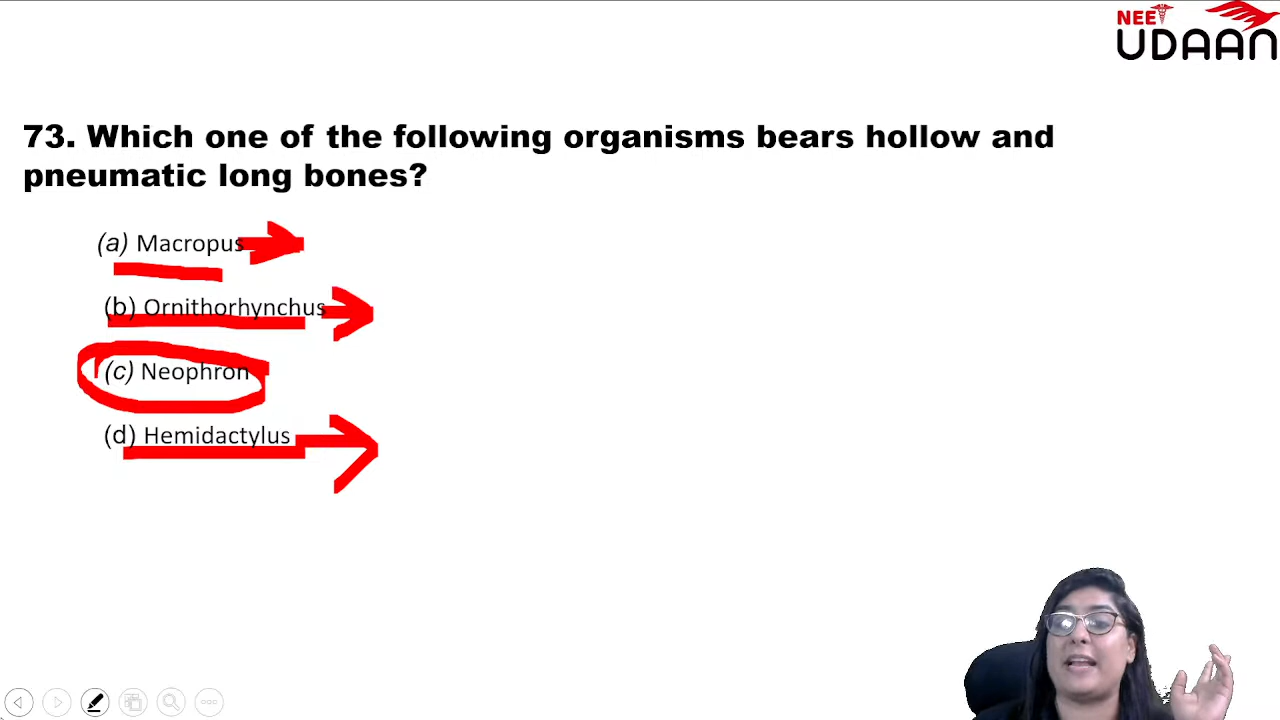 NEET
UDAAN
73. Which one of the following organisms bears hollow and
pneumatic long bones?
(a) Macropus
(b) Ornithorhynchus
(c) Neophron
(d) Hemidactylus